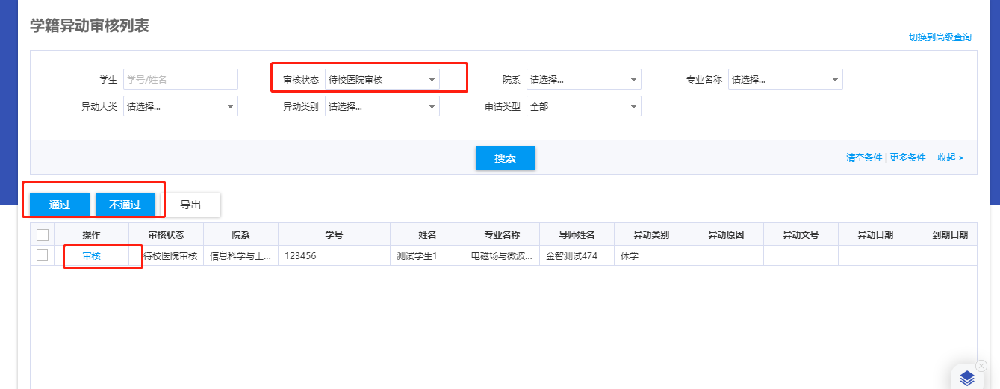 学籍异动审核列表
切换到高级查询
学生 学号/姓名 审核状态 待校医院审核 院系 请选择... 专业名称 请选择...
异动大类 请选择... 异动类别 请选择... 申请类型 全部
搜索 清空条件 | 更多条件 收起 >
通过 不通过 导出
操作 审核状态 院系 学号 姓名 专业名称 导师姓名 异动类别 异动原因 异动文号 异动日期 到期日期
审核 待校医院审核 信息科学与工... 123456 测试学生1 电磁场与微波... 金智测试474 休学